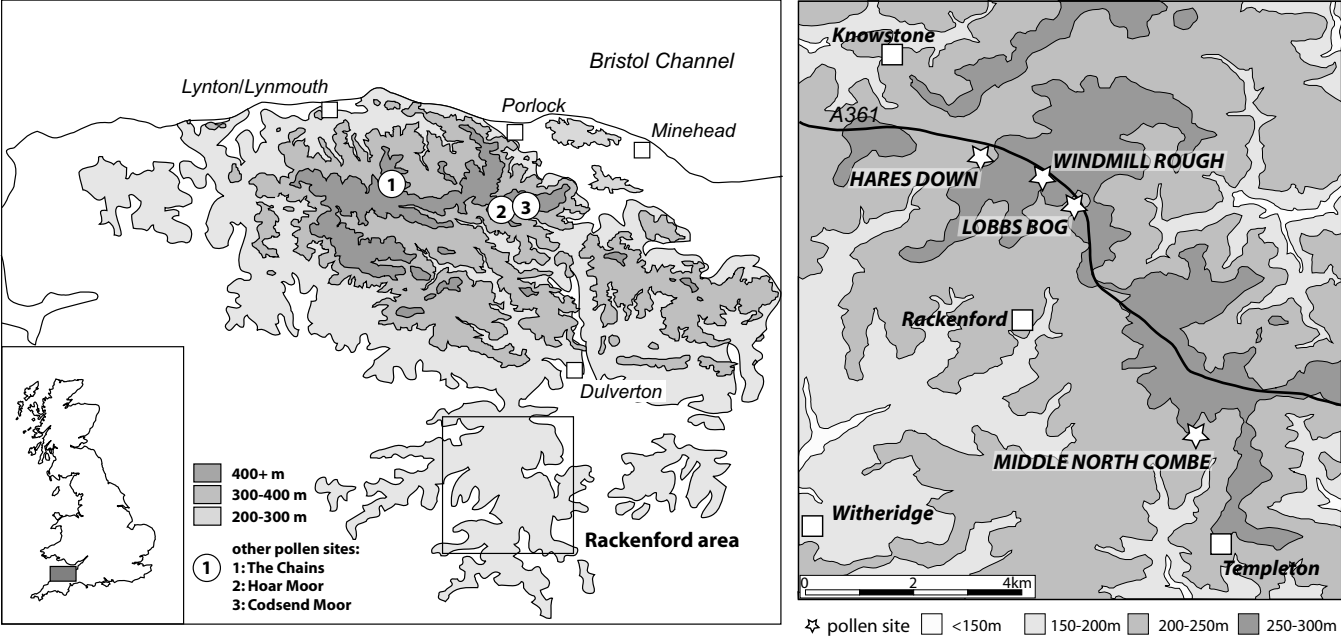 Bristol Channel
Lynton/Lynmouth
Porlock
Minehead
1
2
3
Dulverton
400+ m
300-400 m
200-300 m
other pollen sites:
1
1: The Chains
2: Hoar Moor
3: Codsend Moor
Rackenford area
Knowstone
A361
WINDMILL ROUGH
HARES DOWN
LOBBS BOG
Rackenford
MIDDLE NORTH COMBE
Witheridge
Templeton
0 2 4km
pollen site <150m 150-200m 200-250m 250-300m